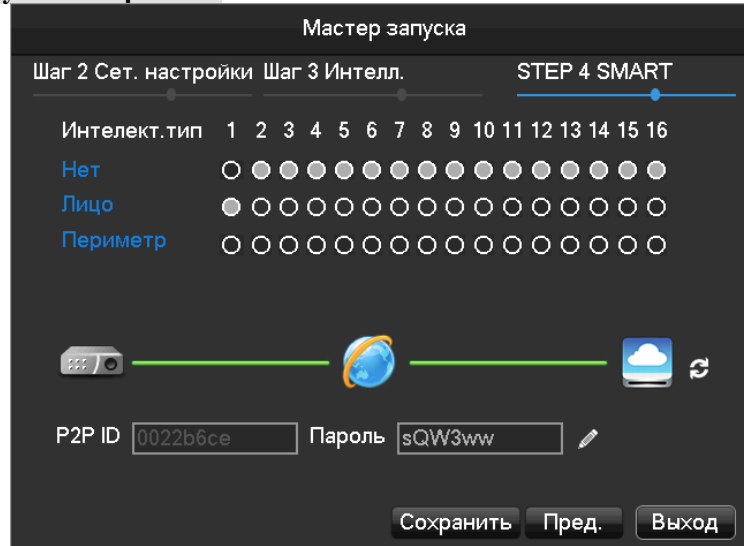 Мастер запуска
Шаг 2 Сет. настройки Шаг 3 Интелл. STEP 4 SMART
Интелект.тип 1 2 3 4 5 6 7 8 9 10 11 12 13 14 15 16
Нет
Лицо
Периметр
P2P ID 0022b6ce Пароль sQW3ww
Сохранить Пред. Выход